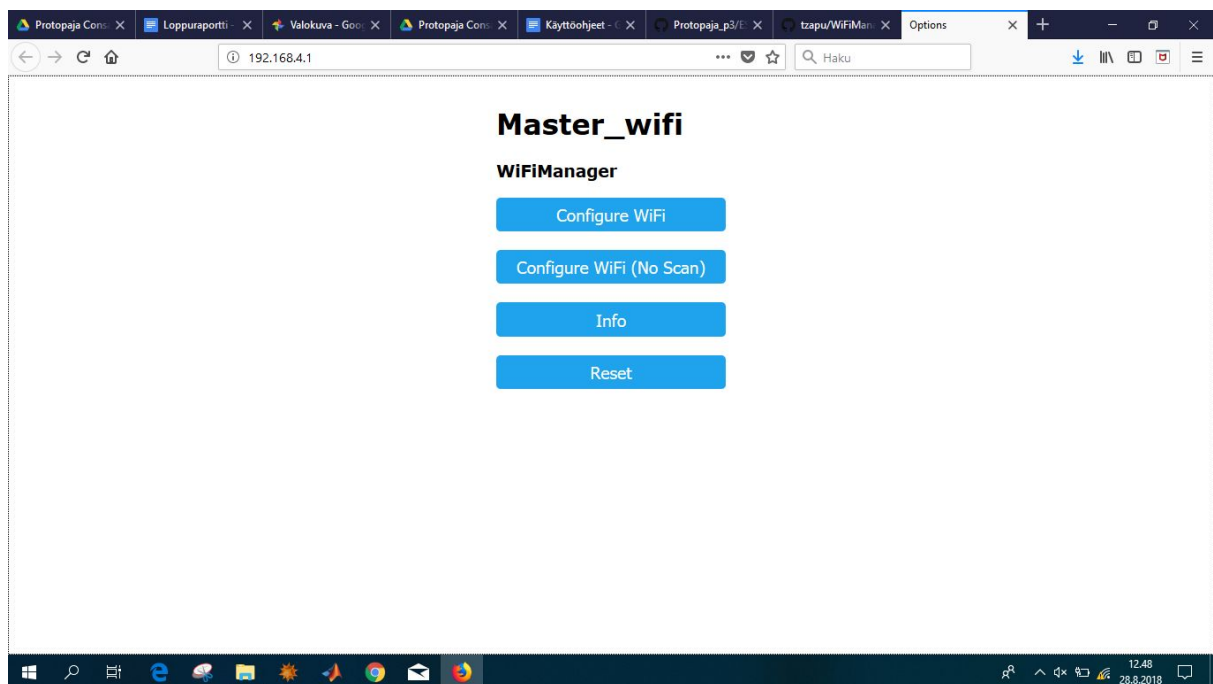 Protopaja Cons
Loppuraportti -
Valokuva - Goo
Protopaja Cons
Käyttöohjeet - G
Protopaja_p3/E
tzapu/WiFiMan
Options
192.168.4.1
Haku
Master_wifi
WiFiManager
Configure WiFi
Configure WiFi (No Scan)
Info
Reset
12.48
28.8.2018